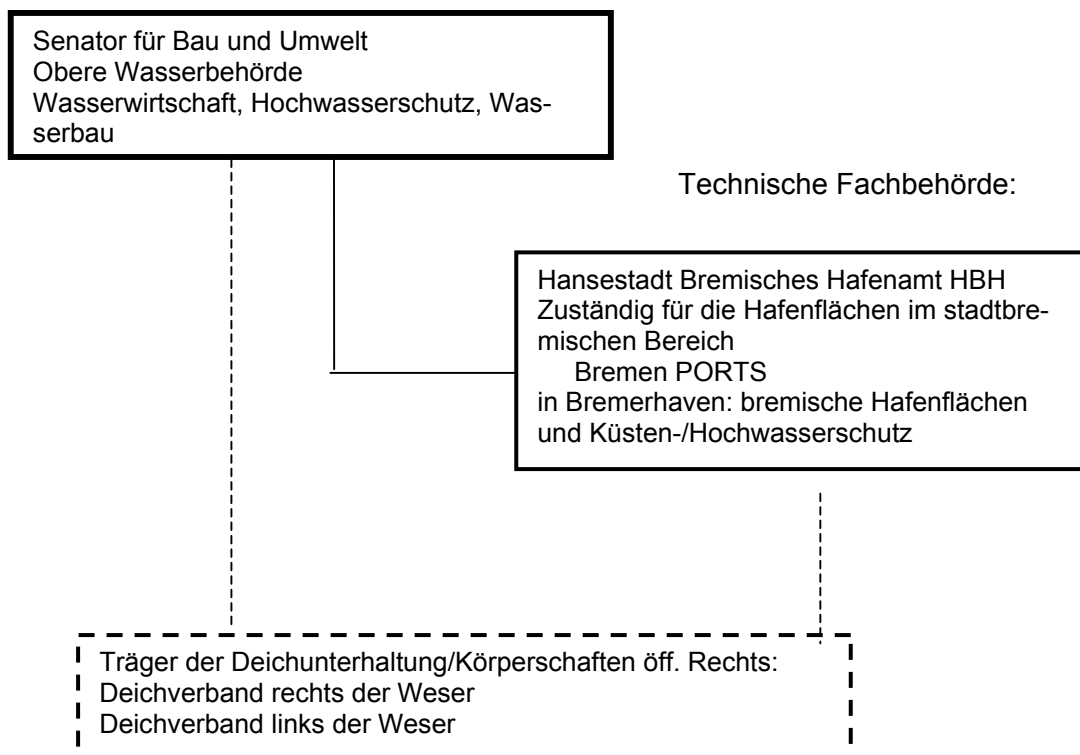 Senator für Bau und Umwelt
Obere Wasserbehörde
Wasserwirtschaft, Hochwasserschutz, Was-
serbau
Technische Fachbehörde:
Hansestadt Bremisches Hafenamt HBH
Zuständig für die Hafenflächen im stadtbre-
mischen Bereich
Bremen PORTS
in Bremerhaven: bremische Hafenflächen
und Küsten-/Hochwasserschutz
Träger der Deichunterhaltung/Körperschaften öff. Rechts:
Deichverband rechts der Weser
Deichverband links der Weser